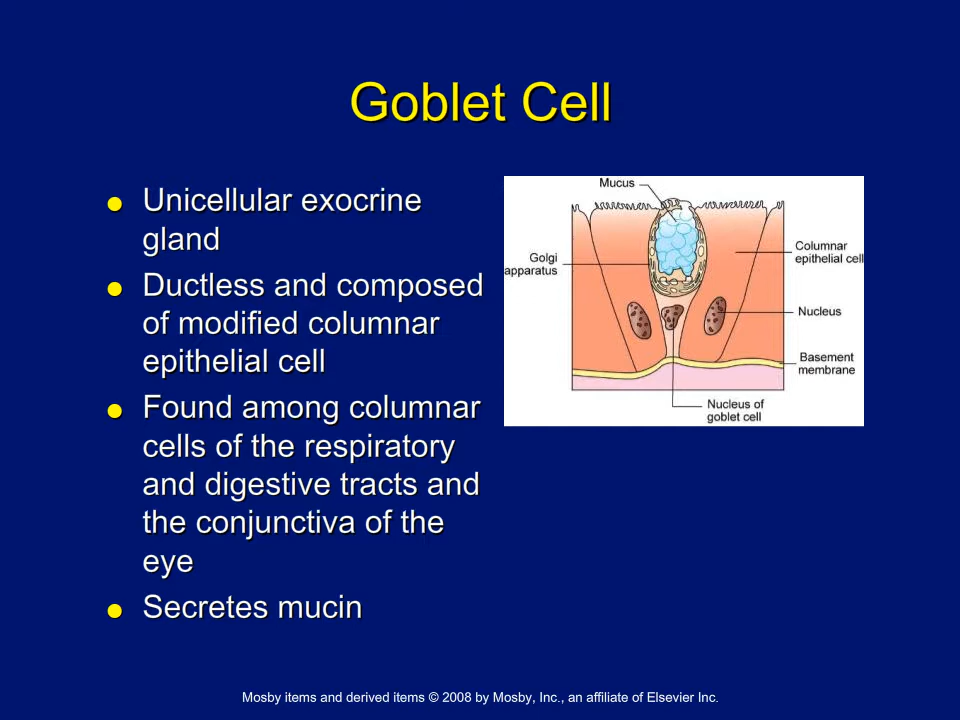 Goblet Cell
● Unicellular exocrine
gland
● Ductless and composed
of modified columnar
epithelial cell
● Found among columnar
cells of the respiratory
and digestive tracts and
the conjunctiva of the
eye
● Secretes mucin
Mucus
Golgi
apparatus
Columnar
epithelial cell
Nucleus
Basement
membrane
Nucleus of
goblet cell
Mosby items and derived items © 2008 by Mosby, Inc., an affiliate of Elsevier Inc.